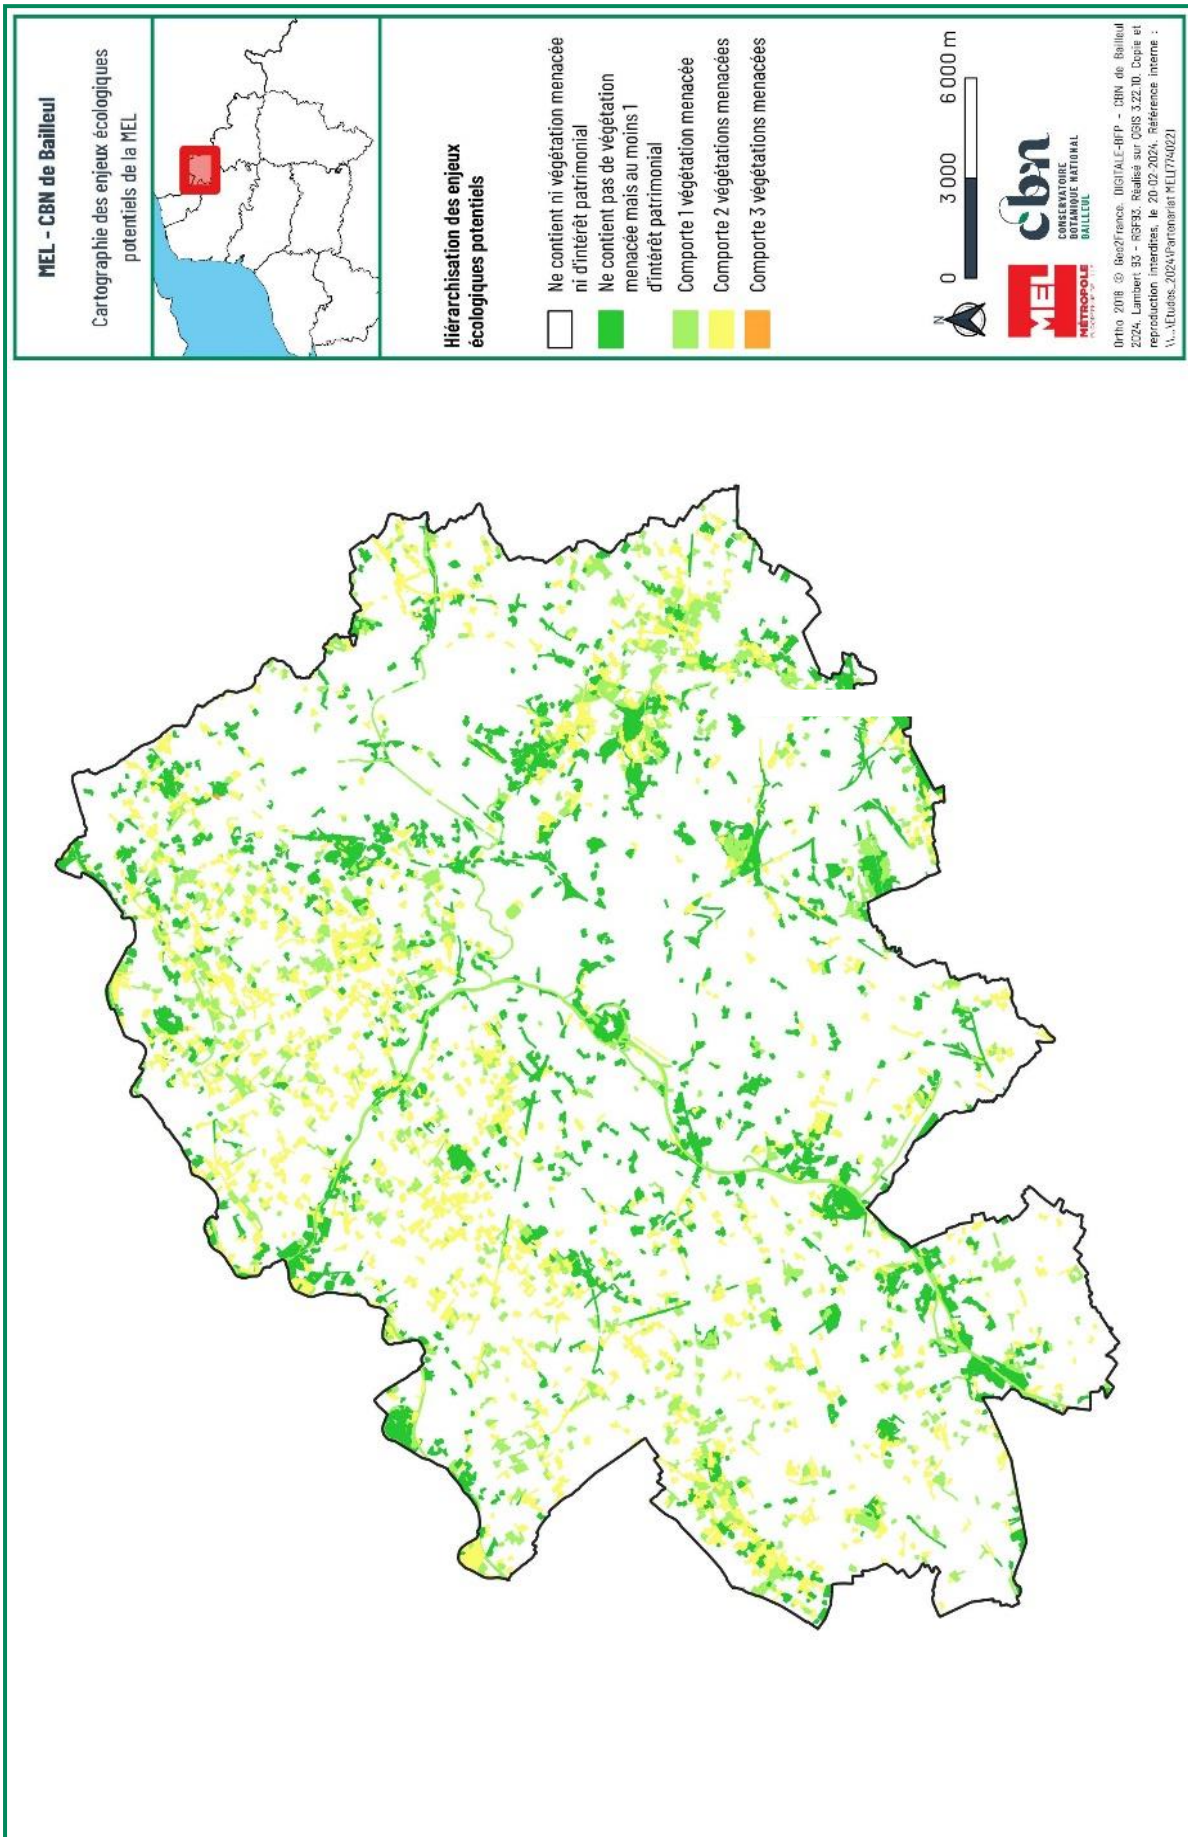 MEL - CBN de Bailleul
Cartographie des enjeux écologiques
potentiels de la MEL
Hiérarchisation des enjeux
écologiques potentiels
Ne contient ni végétation menacée
ni d'intérêt patrimonial
Ne contient pas de végétation
menacée mais au moins 1
d'intérêt patrimonial
Comporte 1 végétation menacée
Comporte 2 végétations menacées
Comporte 3 végétations menacées
N
0 3 000 6 000 m
MEL
MÉTROPOLE
cbn
CONSERVATOIRE
BOTANIQUE NATIONAL
BAILLEUL
Ortho 2018 © Geo2France. DIGITALE-BFP - CBN de Bailleul
2024. Lambert 93 - RGF93. Réalisé sur QGIS 3.22.10. Copie et
reproduction interdites, le 20-02-2024. Référence interne :
\\...\Etudes_2024\Partenariat MEL(774022)